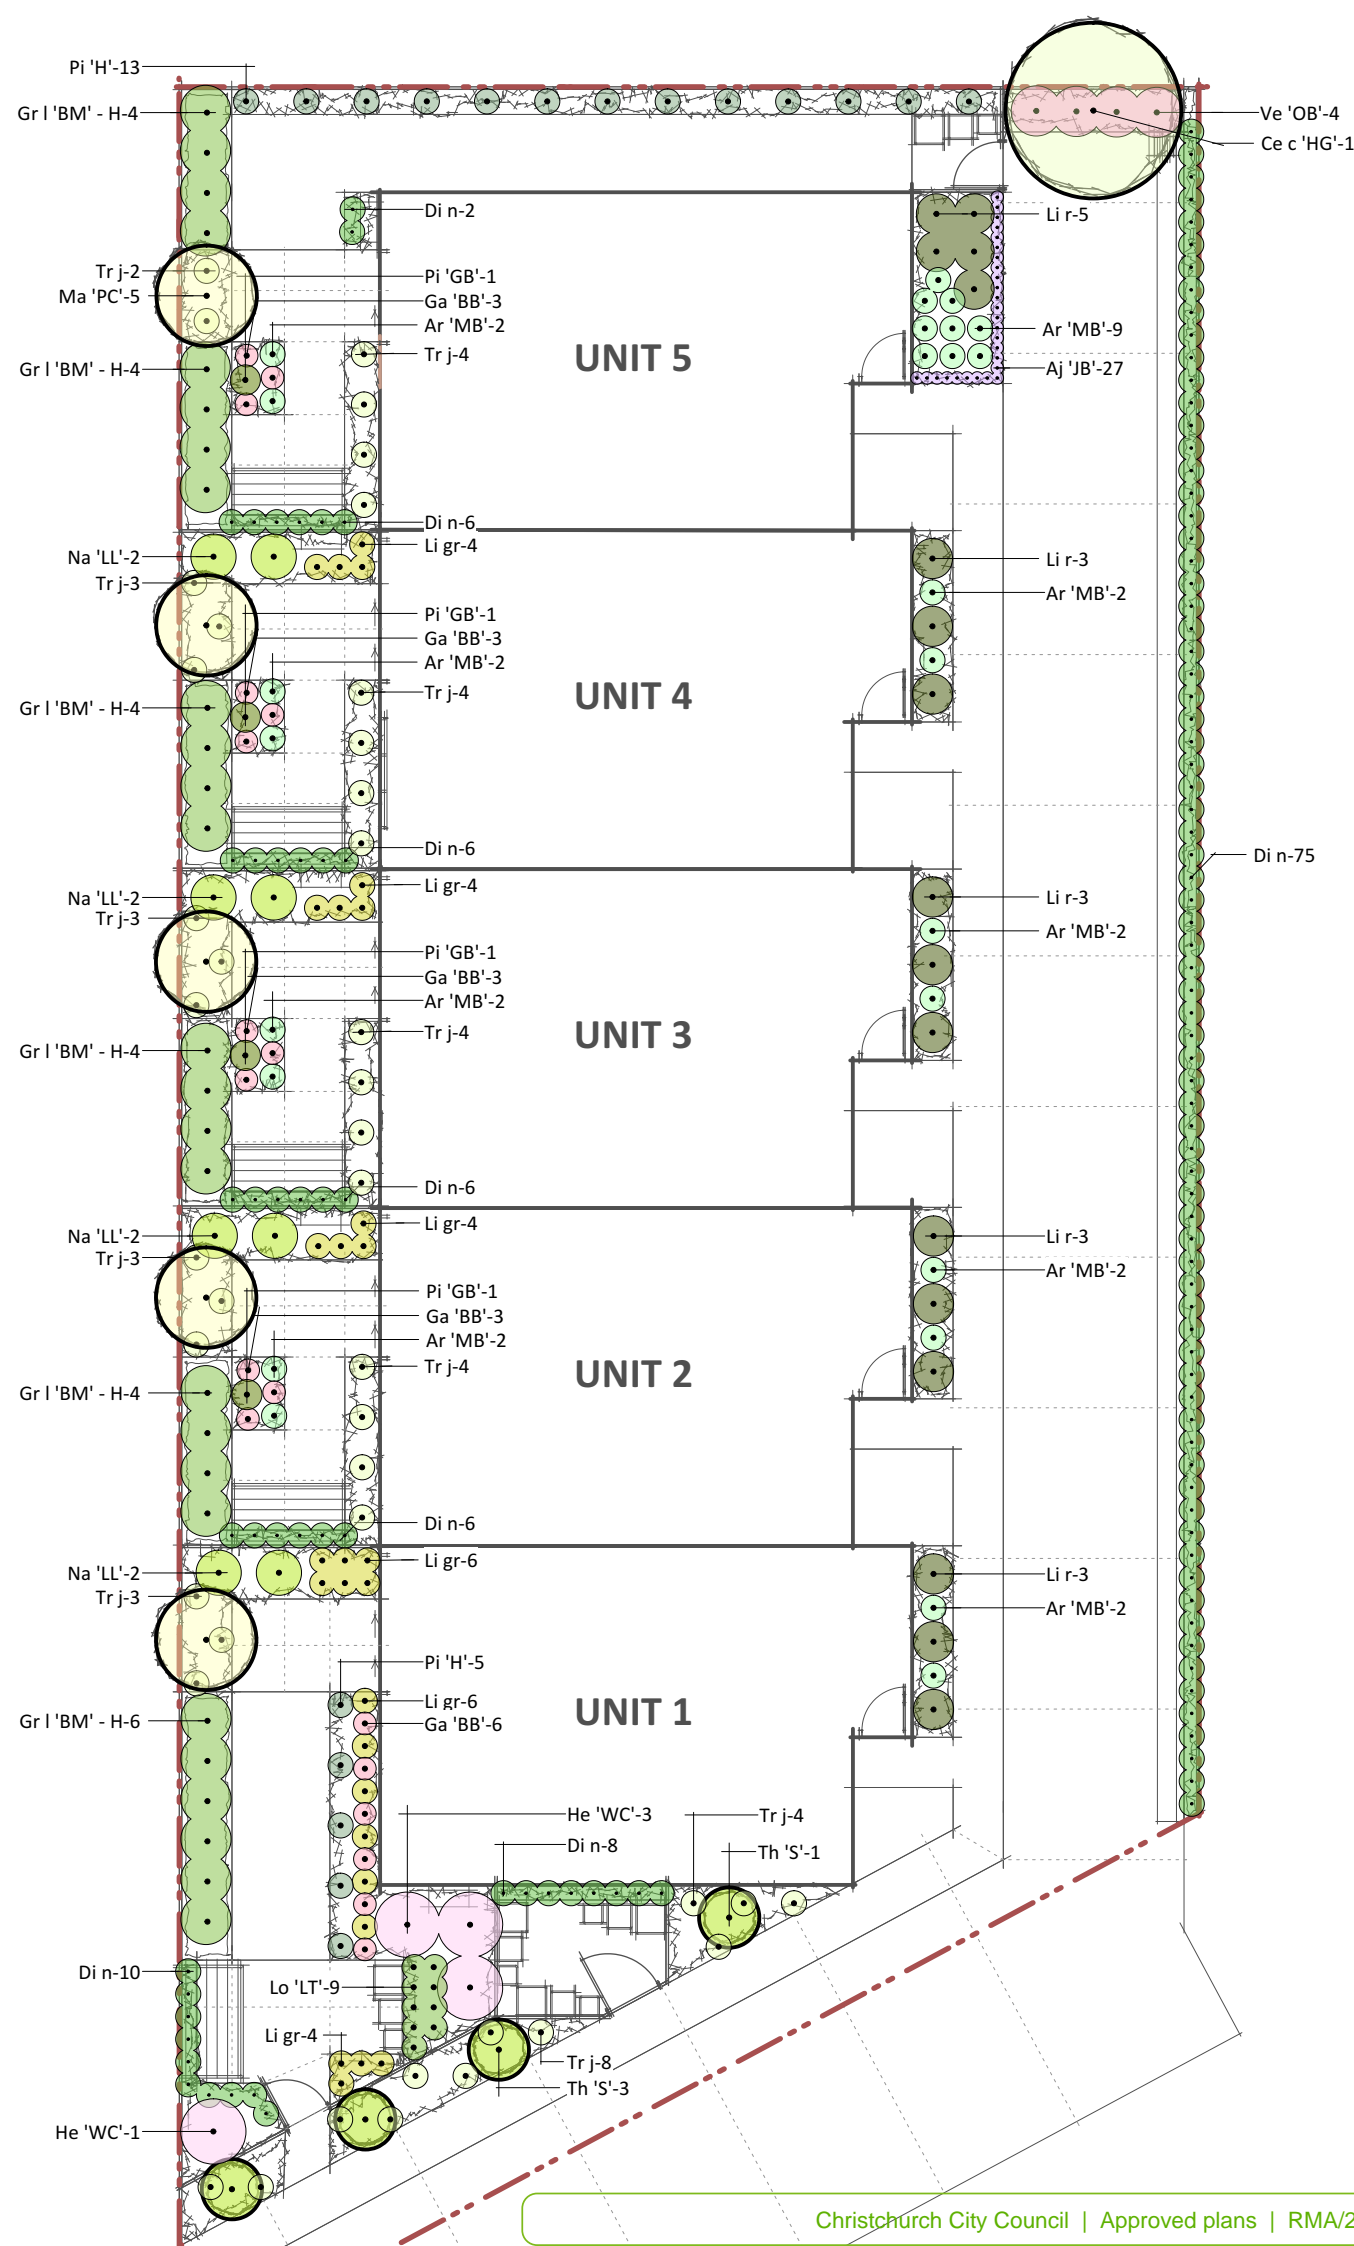 Pi 'H'-13
Gr l 'BM' - H-4
Ve 'OB'-4
Ce c 'HG'-1
Di n-2
Li r-5
Tr j-2
Pi 'GB'-1
Ma 'PC'-5
Ga 'BB'-3
Ar 'MB'-2
Ar 'MB'-9
Gr l 'BM' - H-4
Tr j-4
UNIT 5
Aj 'JB'-27
Di n-6
Li gr-4
Na 'LL'-2
Li r-3
Tr j-3
Ar 'MB'-2
Pi 'GB'-1
Ga 'BB'-3
Ar 'MB'-2
Tr j-4
UNIT 4
Gr l 'BM' - H-4
Di n-6
Di n-75
Li gr-4
Na 'LL'-2
Li r-3
Tr j-3
Ar 'MB'-2
Pi 'GB'-1
Ga 'BB'-3
Ar 'MB'-2
Tr j-4
UNIT 3
Gr l 'BM' - H-4
Di n-6
Li gr-4
Na 'LL'-2
Li r-3
Tr j-3
Ar 'MB'-2
Pi 'GB'-1
Ga 'BB'-3
Ar 'MB'-2
Tr j-4
UNIT 2
Gr l 'BM' - H-4
Di n-6
Li gr-6
Na 'LL'-2
Li r-3
Tr j-3
Ar 'MB'-2
Pi 'H'-5
Li gr-6
Gr l 'BM' - H-6
Ga 'BB'-6
UNIT 1
He 'WC'-3
Tr j-4
Di n-8
Th 'S'-1
Di n-10
Lo 'LT'-9
Li gr-4
Tr j-8
Th 'S'-3
He 'WC'-1
Christchurch City Council | Approved plans | RMA/2